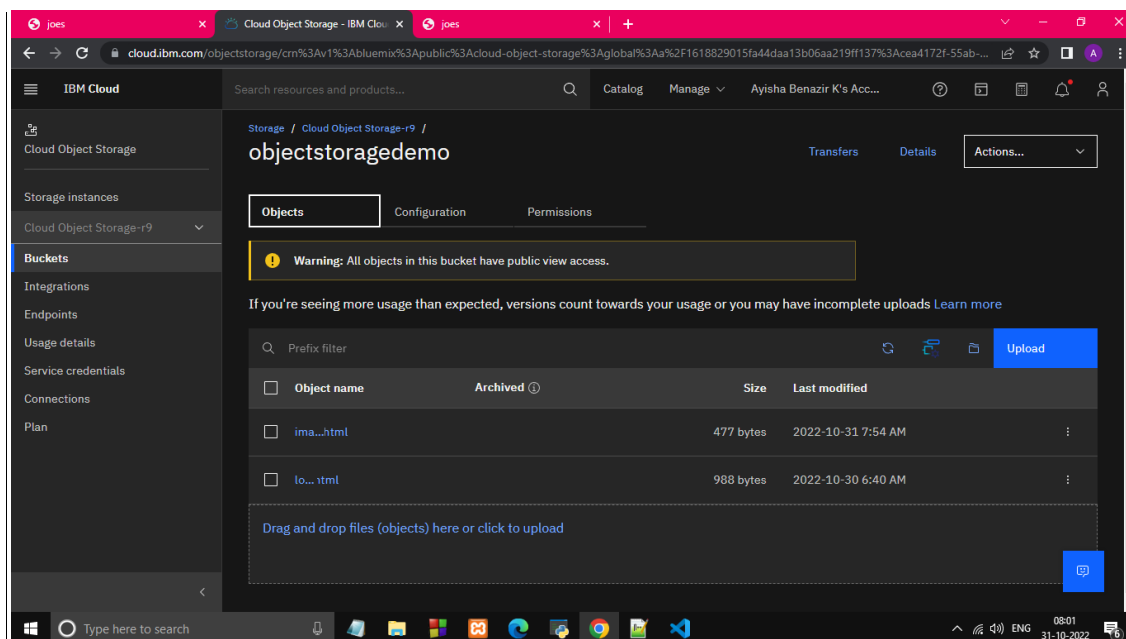 joes
Cloud Object Storage - IBM Clou
joes
cloud.ibm.com/objectstorage/crn%3Av1%3Abluemix%3Apublic%3Acloud-object-storage%3Aglobal%3Aa%2F1618829015fa44daa13b06aa219ff137%3Acea4172f-55ab-...
A
IBM Cloud
Search resources and products...
Catalog
Manage
Ayisha Benazir K's Acc...
Cloud Object Storage
Storage instances
Cloud Object Storage-r9
Buckets
Integrations
Endpoints
Usage details
Service credentials
Connections
Plan
Storage / Cloud Object Storage-r9 /
objectstoragedemo
Transfers
Details
Actions...
Objects
Configuration
Permissions
Warning: All objects in this bucket have public view access.
If you're seeing more usage than expected, versions count towards your usage or you may have incomplete uploads Learn more
Prefix filter
Upload
Object name Archived Size Last modified
ima...html 477 bytes 2022-10-31 7:54 AM
lo... 988 bytes 2022-10-30 6:40 AM
Drag and drop files (objects) here or click to upload
Type here to search
ENG
08:01
31-10-2022
6